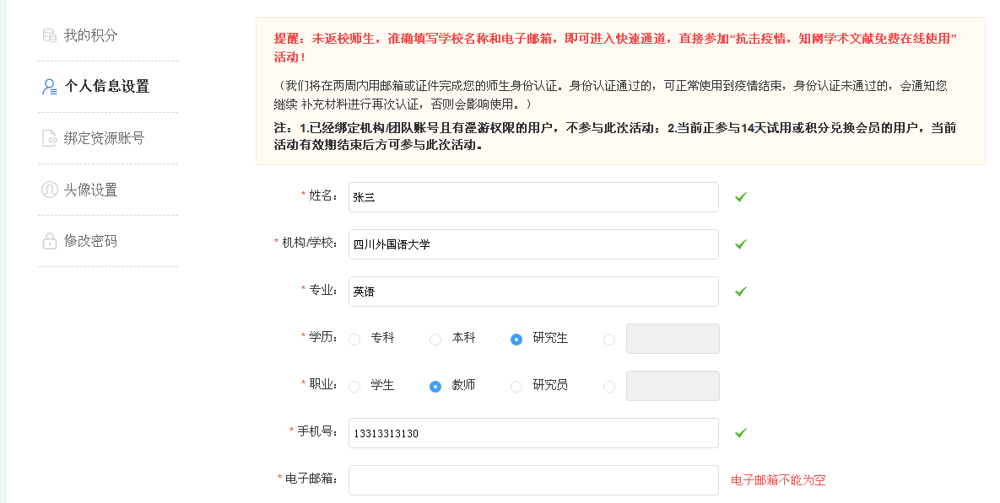 我的积分
个人信息设置
绑定资源账号
头像设置
修改密码
提醒：未返校师生，准确填写学校名称和电子邮箱，即可进入快速通道，直接参加“抗击疫情，知网学术文献免费在线使用”
活动！
（我们将在两周内用邮箱或证件完成您的师生身份认证。身份认证通过的，可正常使用到疫情结束，身份认证未通过的，会通知您
继续 补充材料进行再次认证，否则会影响使用。）
注：1.已经绑定机构/团队账号且有漫游权限的用户，不参与此次活动；2.当前正参与14天试用或积分兑换会员的用户，当前
活动有效期结束后方可参与此次活动。
* 姓名： 张三
* 机构/学校： 四川外国语大学
* 专业： 英语
* 学历： 专科 本科 研究生
* 职业： 学生 教师 研究员
* 手机号： 13313313130
* 电子邮箱： 电子邮箱不能为空